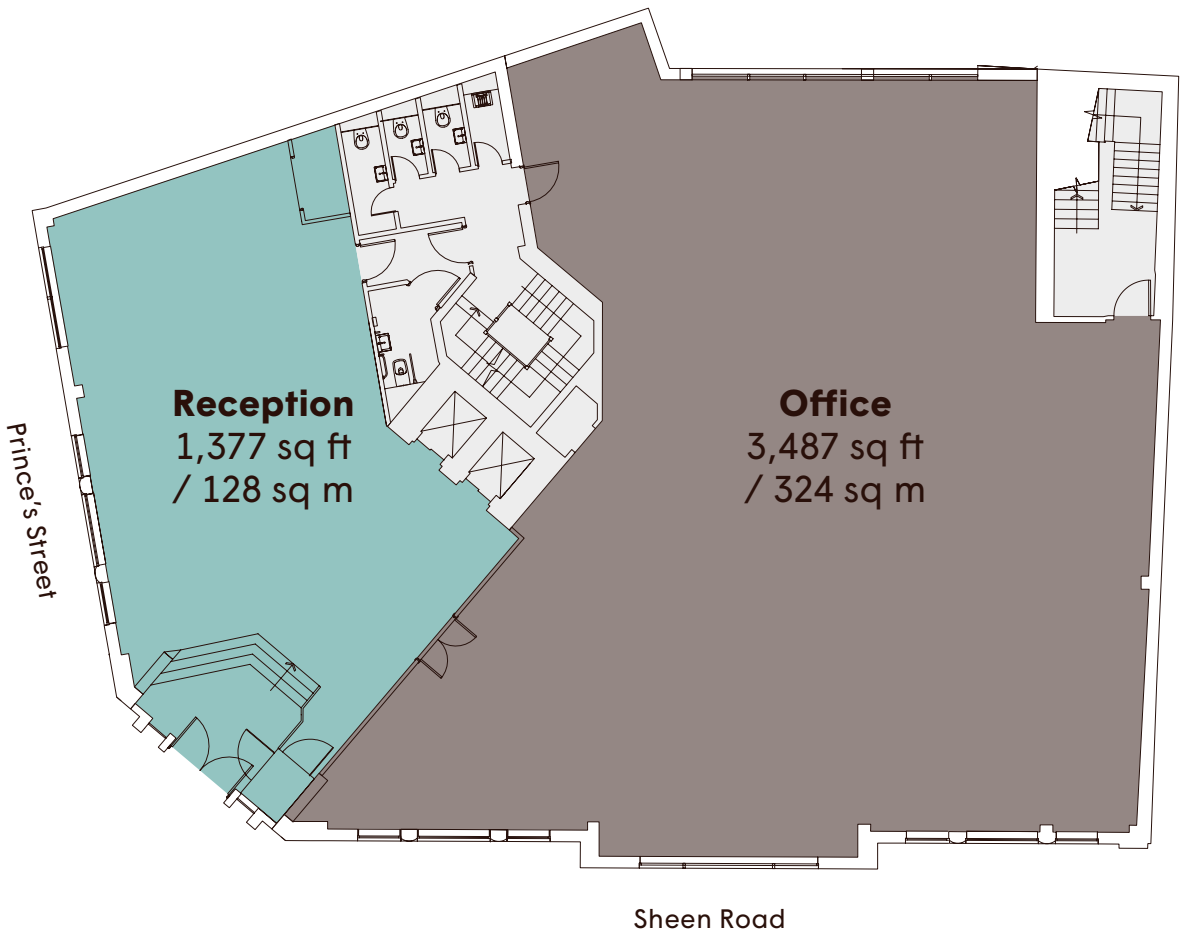 Reception
1,377 sq ft
/ 128 sq m
Office
3,487 sq ft
/ 324 sq m
Prince's Street
Sheen Road